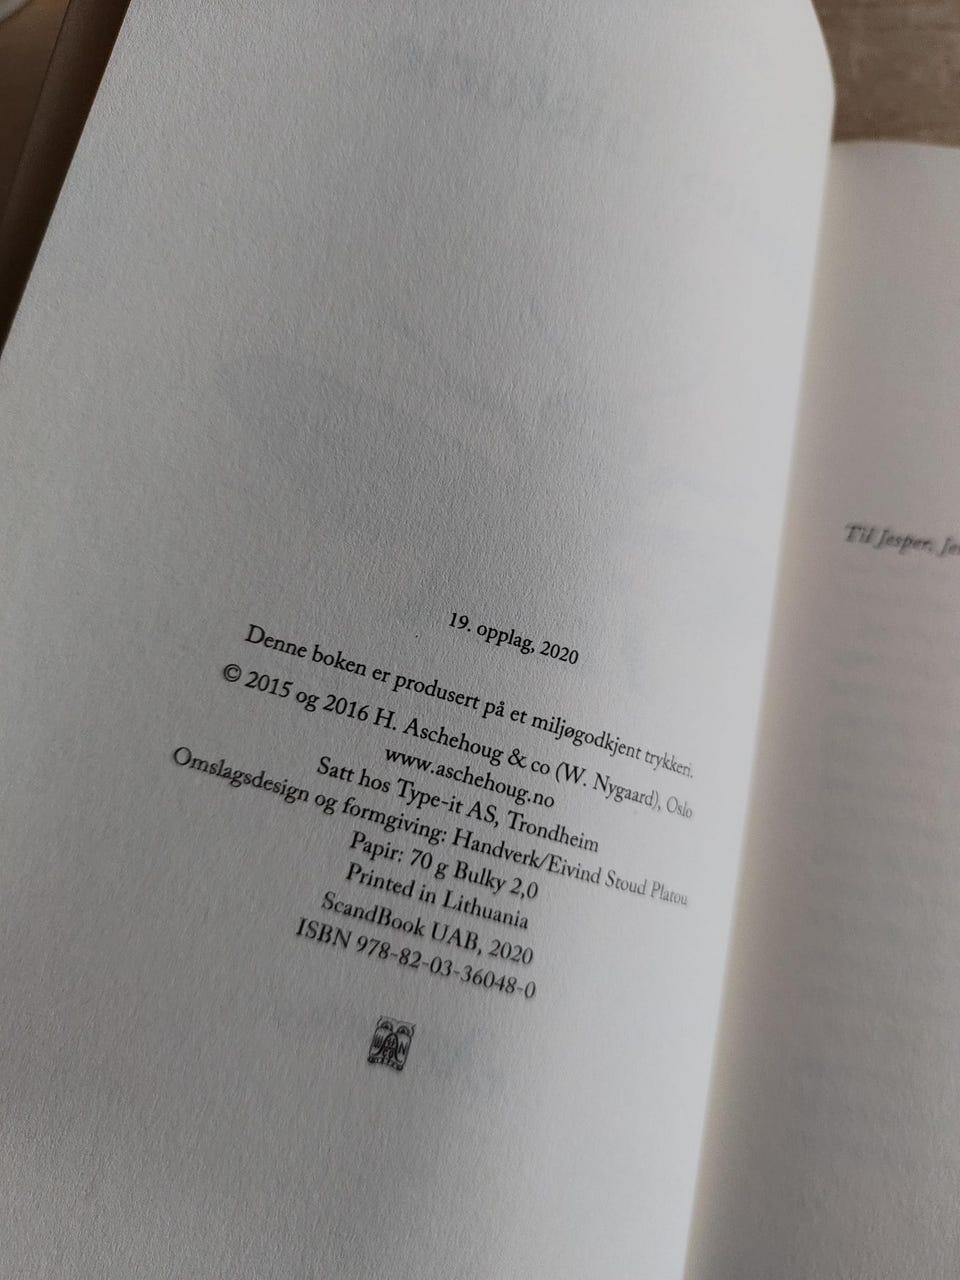 19. opplag, 2020
Denne boken er produsert på et miljøgodkjent trykkeri.
© 2015 og 2016 H. Aschehoug & co (W. Nygaard), Oslo
www.aschehoug.no
Satt hos Type-it AS, Trondheim
Omslagsdesign og formgiving: Handverk/Eivind Stoud Platou
Papir: 70 g Bulky 2,0
Printed in Lithuania
ScandBook UAB, 2020
ISBN 978-82-03-36048-0
Til Jesper,